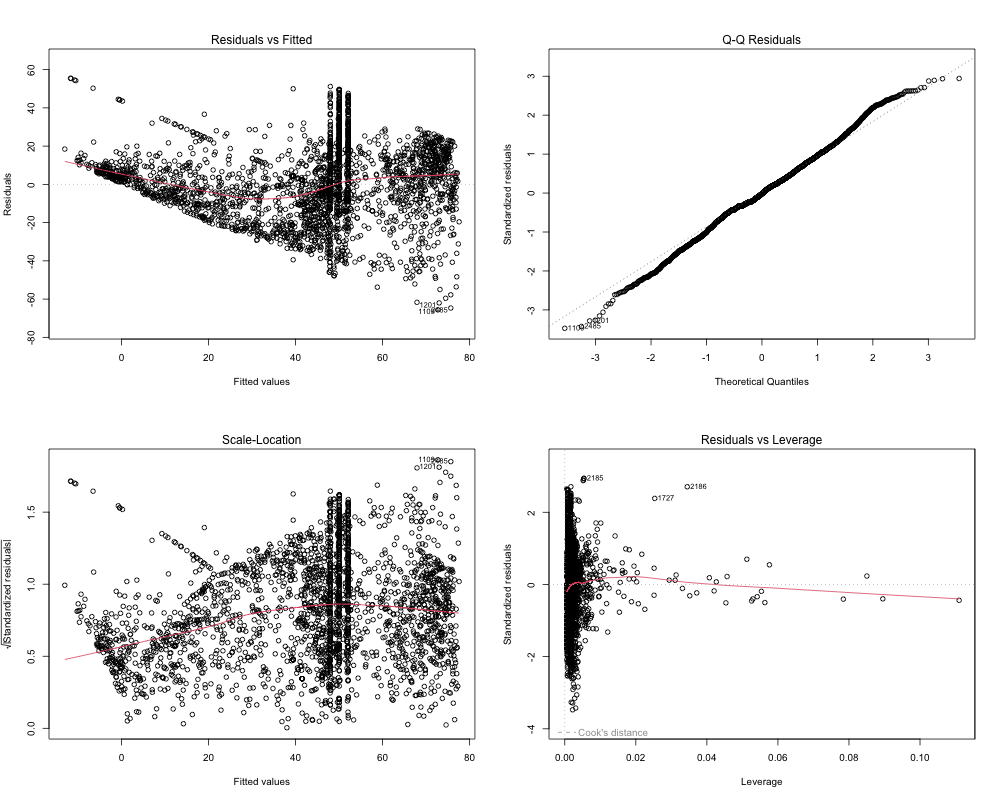 Residuals vs Fitted
Residuals
-80 -60 -40 -20 0 20 40 60
1201
0 20 40 60 80
Fitted values
Q-Q Residuals
Standardized residuals
-3 -2 -1 0 1 2 3
2485
-3 -2 -1 0 1 2 3
Theoretical Quantiles
Scale-Location
√|Standardized residuals|
0.0 0.5 1.0 1.5
1201
0 20 40 60 80
Fitted values
Residuals vs Leverage
Standardized residuals
-4 -2 0 2
2185
2186
1727
Cook's distance
0.00 0.02 0.04 0.06 0.08 0.10
Leverage